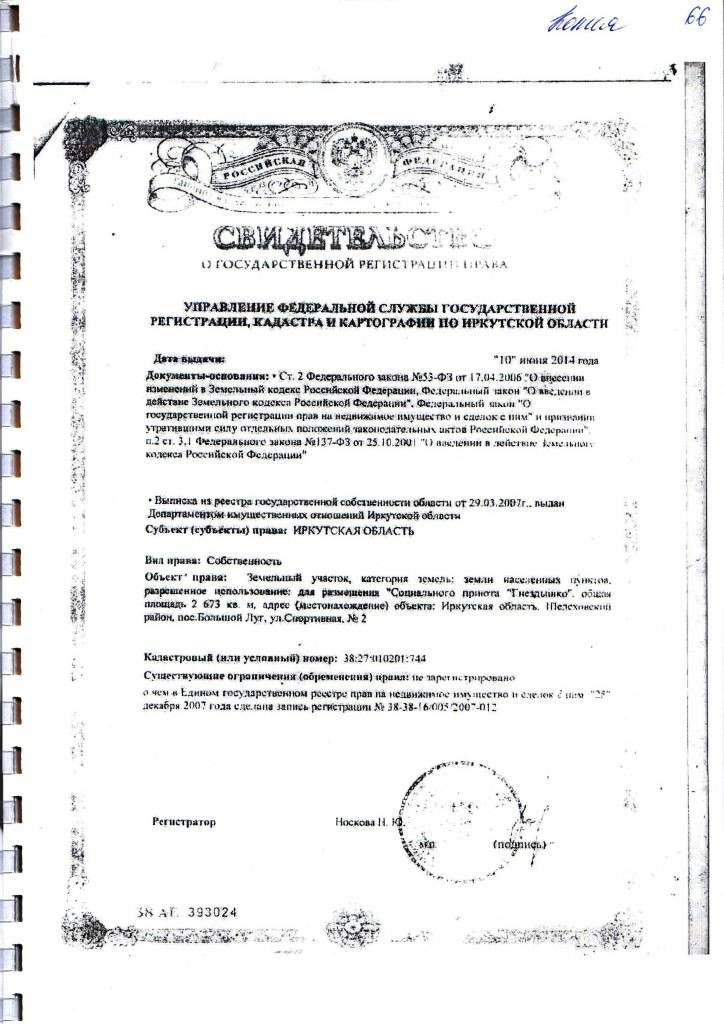 Копия 66
РОССИЙСКАЯ ФЕДЕРАЦИЯ
СВИДЕТЕЛЬСТВО
О ГОСУДАРСТВЕННОЙ РЕГИСТРАЦИИ ПРАВА
УПРАВЛЕНИЕ ФЕДЕРАЛЬНОЙ СЛУЖБЫ ГОСУДАРСТВЕННОЙ
РЕГИСТРАЦИИ, КАДАСТРА И КАРТОГРАФИИ ПО ИРКУТСКОЙ ОБЛАСТИ
Дата выдачи: "10" июня 2014 года
Документы-основания: • Ст. 2 Федерального закона №53-ФЗ от 17.04.2006 "О внесении
изменений в Земельный кодекс Российской Федерации, Федеральный закон "О введении в
действие Земельного кодекса Российской Федерации", Федеральный закон "О
государственной регистрации прав на недвижимое имущество и сделок с ним" и признании
утратившими силу отдельных положений законодательных актов Российской Федерации",
п.2 ст. 3.1 Федерального закона №137-ФЗ от 25.10.2001 "О введении в действие Земельного
кодекса Российской Федерации"
• Выписка из реестра государственной собственности области от 29.03.2007г., выдан
Департаментом имущественных отношений Иркутской области
Субъект (субъекты) права: ИРКУТСКАЯ ОБЛАСТЬ
Вид права: Собственность
Объект права: Земельный участок, категория земель: земли населенных пунктов,
разрешенное использование: для размещения "Социального приюта "Гнездышко", общая
площадь 2 673 кв. м, адрес (местонахождение) объекта: Иркутская область, Шелеховский
район, пос.Большой Луг, ул.Спортивная, № 2
Кадастровый (или условный) номер: 38:27:010201:744
Существующие ограничения (обременения) права: не зарегистрировано
о чем в Едином государственном реестре прав на недвижимое имущество и сделок с ним "25"
декабря 2007 года сделана запись регистрации № 38-38-16/005/2007-012
Регистратор Носкова Н. Ю.
м.п. (подпись)
38 АЕ 393024